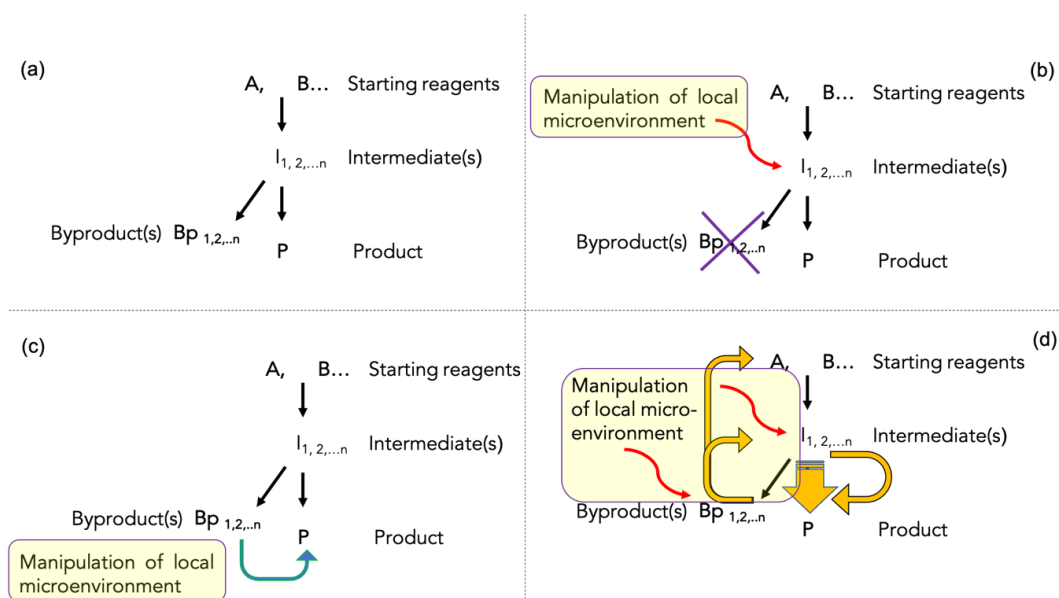 (a)
A, B... Starting reagents
I1, 2,...n Intermediate(s)
Byproduct(s) Bp 1,2,..n
P Product
(b)
Manipulation of local
microenvironment
A, B... Starting reagents
I1, 2,...n Intermediate(s)
Byproduct(s) Bp 1,2,..n
P Product
(c)
A, B... Starting reagents
I1, 2,...n Intermediate(s)
Byproduct(s) Bp 1,2,..n
P Product
Manipulation of local
microenvironment
(d)
A, B... Starting reagents
Manipulation
of local micro-
environment
I1, 2,...n Intermediate(s)
Byproduct(s) Bp 1,2,..n
P Product